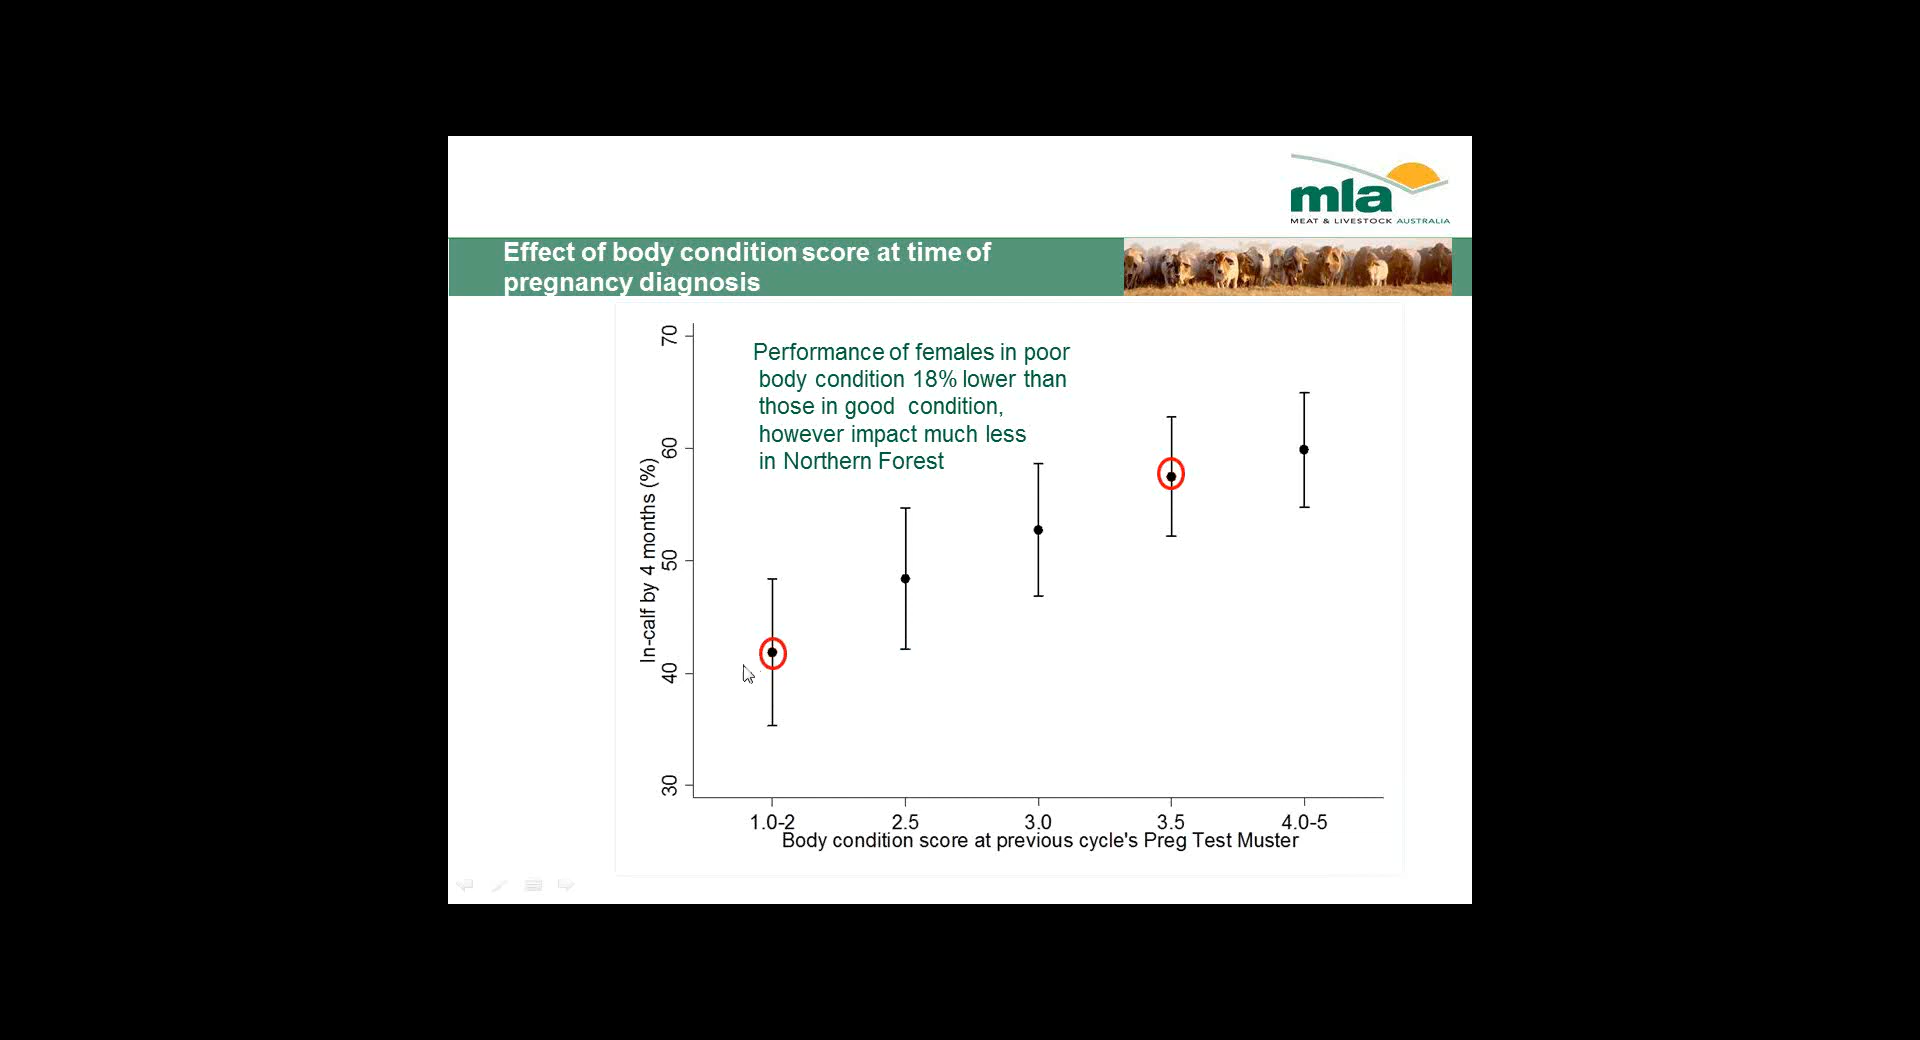 mla
MEAT & LIVESTOCK AUSTRALIA
Effect of body condition score at time of
pregnancy diagnosis
Performance of females in poor
body condition 18% lower than
those in good condition,
however impact much less
in Northern Forest
In-calf by 4 months (%)
70
60
50
40
30
1.0-2 2.5 3.0 3.5 4.0-5
Body condition score at previous cycle's Preg Test Muster